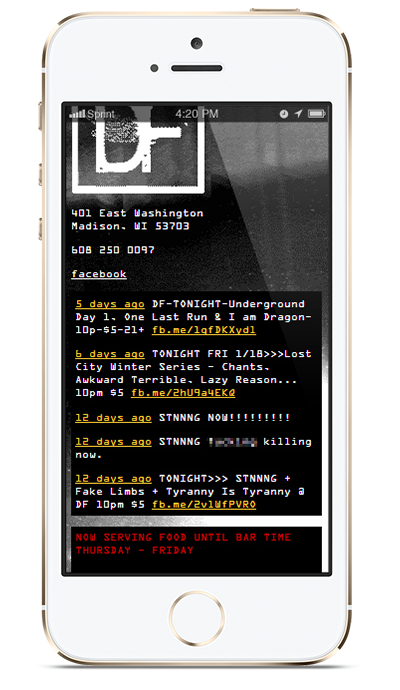 Sprint 4:20 PM
DF
401 East Washington
Madison, WI 53703
608 250 0097
facebook
5 days ago DF-TONIGHT-Underground
Day 1, One Last Run & I am Dragon-
10p-$5-21+ fb.me/1qfDKXyd1
6 days ago TONIGHT FRI 1/18>>>Lost
City Winter Series - Chants,
Awkward Terrible, Lazy Reason...
10pm $5 fb.me/2hU9a4EKQ
12 days ago STNNNG NOW!!!!!!!!!
12 days ago STNNNG killing
now.
12 days ago TONIGHT>>> STNNNG +
Fake Limbs + Tyranny Is Tyranny @
DF 10pm $5 fb.me/2vlWfPVRO
NOW SERVING FOOD UNTIL BAR TIME
THURSDAY - FRIDAY